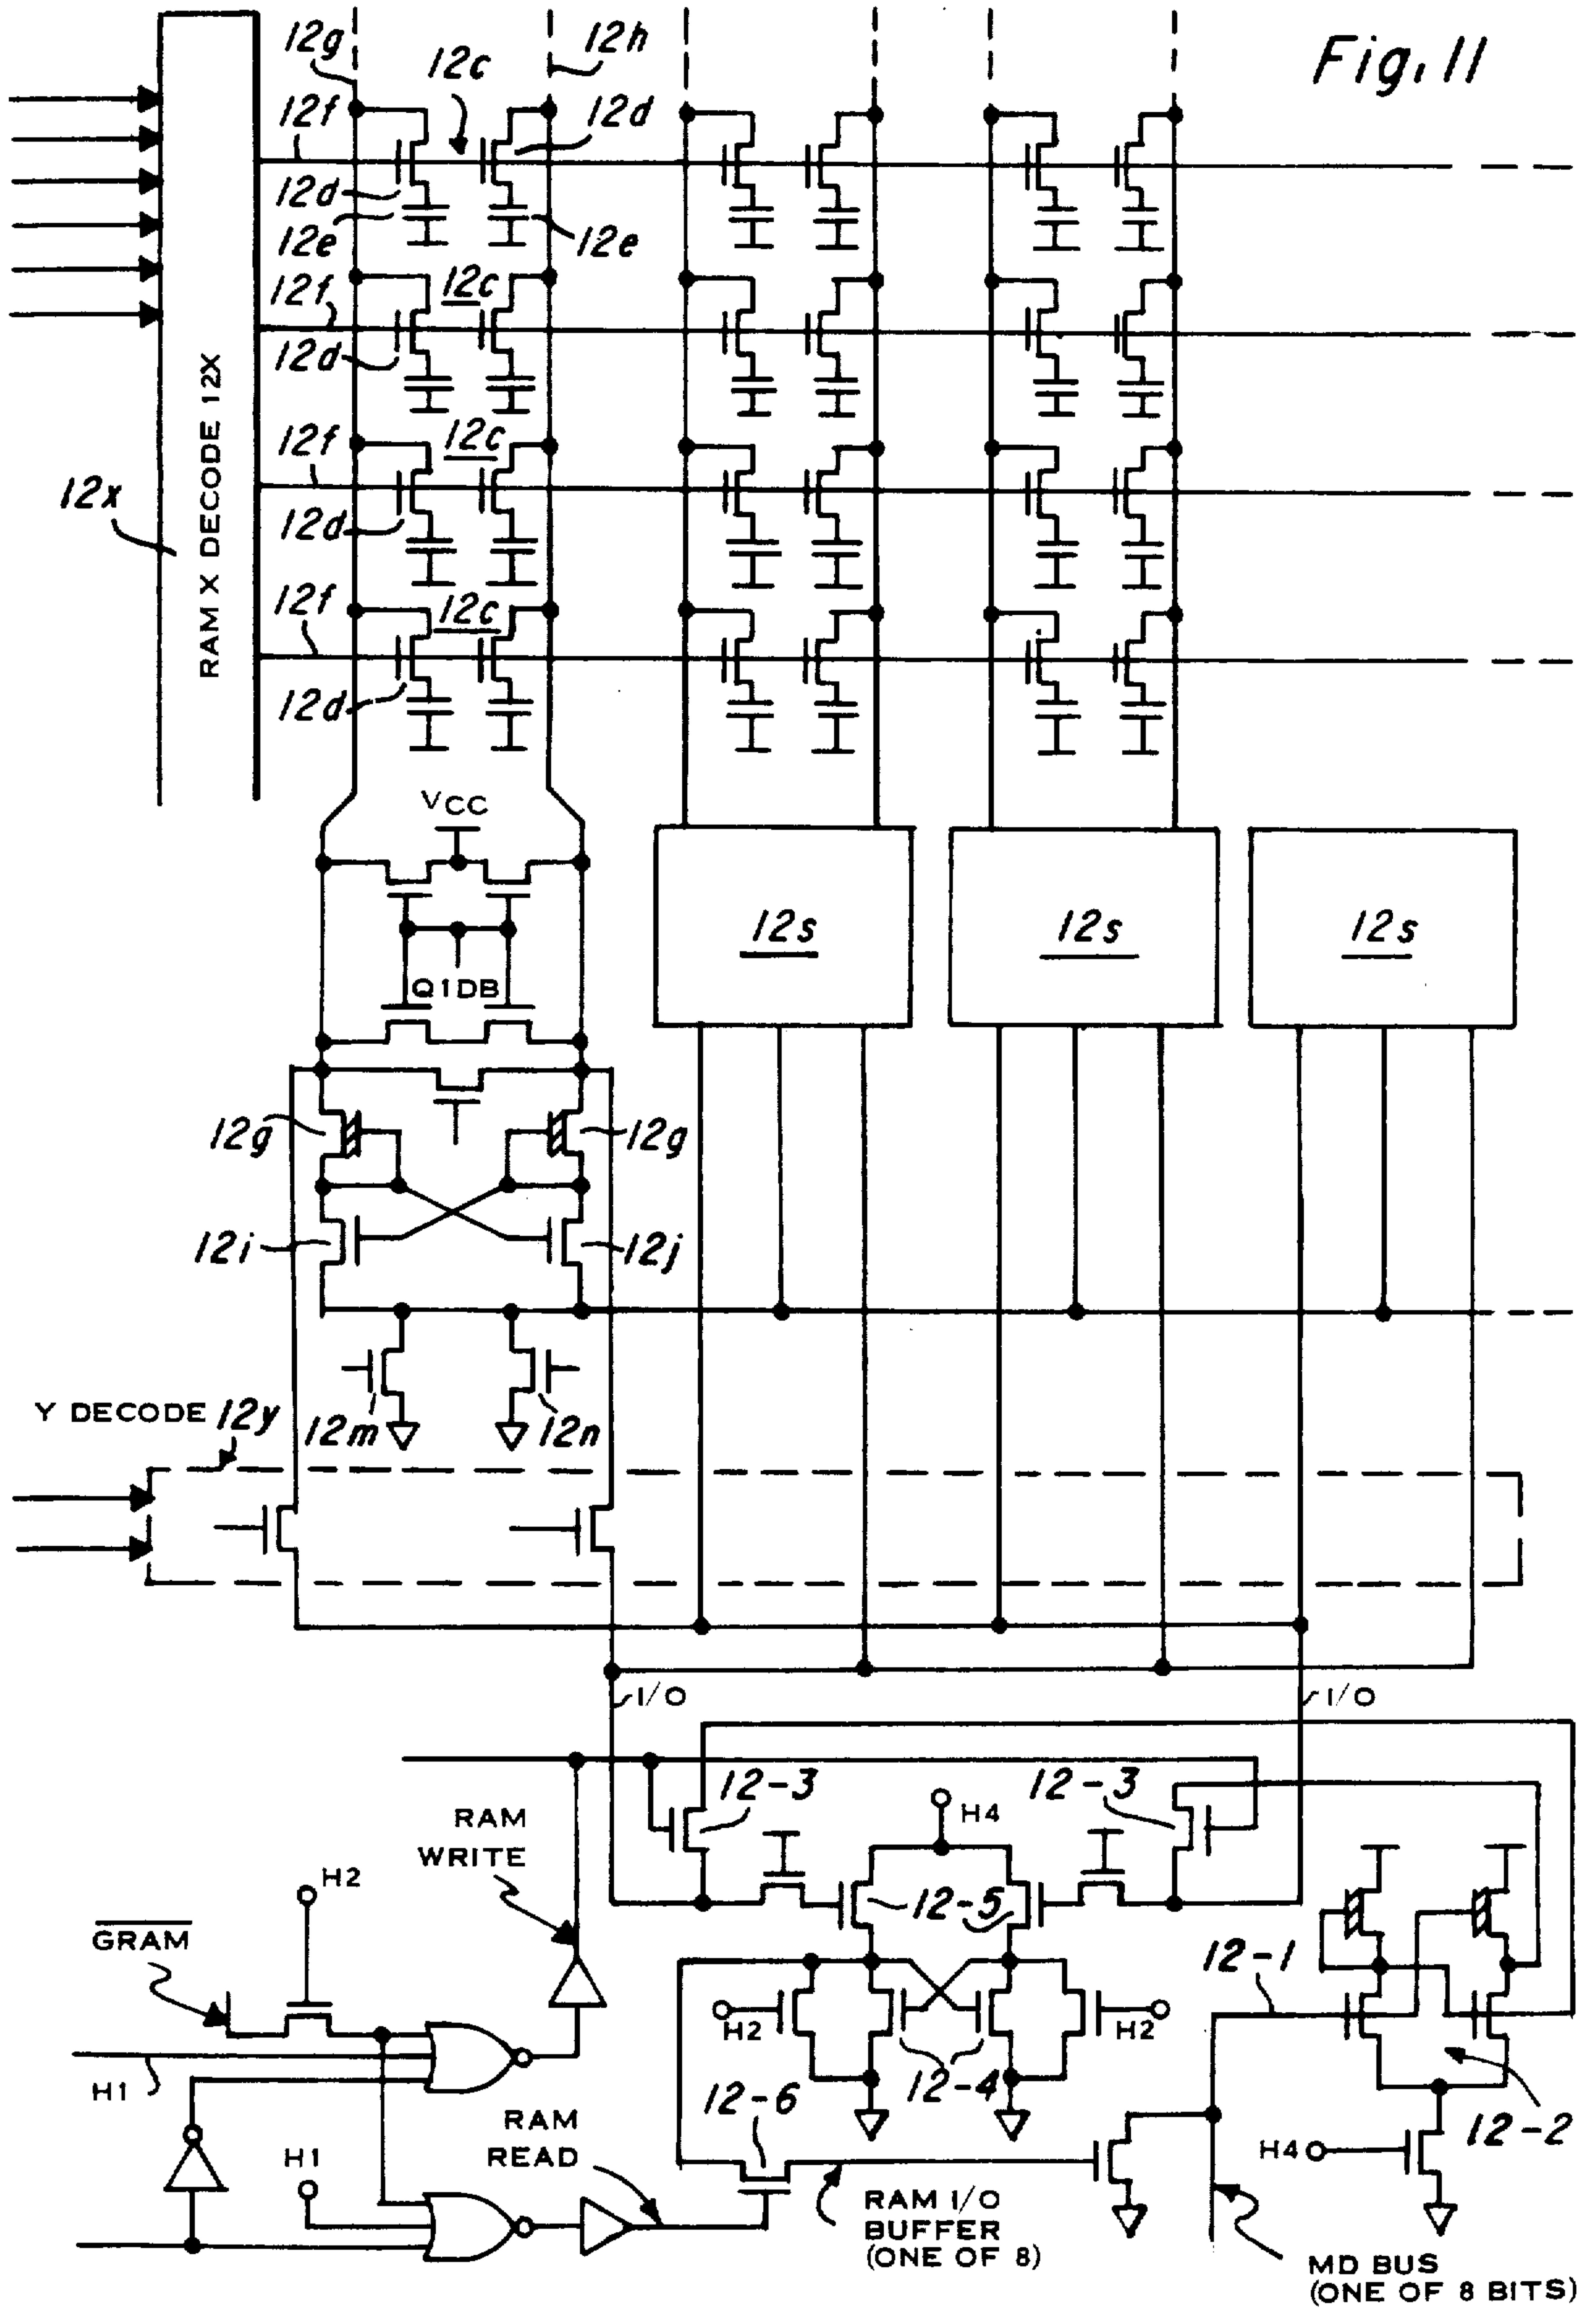 Fig. 11
12g
12h
12c
12f
12d
12d
12e
12e
12f
12c
12d
12f
12c
12d
12x
RAM X DECODE 12X
12f
12c
12d
VCC
Q1DB
12s
12s
12s
12g
12g
12i
12j
12m
12n
Y DECODE 12y
I/O
I/O
12-3
12-3
H4
RAM
WRITE
H2
GRAM
12-5
12-1
H2
H2
H1
12-4
12-6
12-2
RAM
READ
H1
H4
RAM I/O
BUFFER
(ONE OF 8)
MD BUS
(ONE OF 8 BITS)